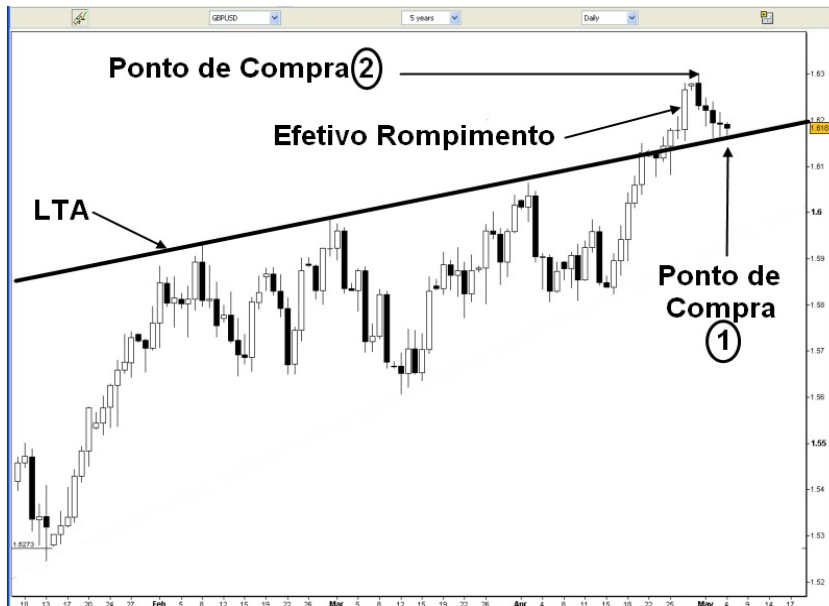 GBPUSD
5 years
Daily
Ponto de Compra 2
Efetivo Rompimento
LTA
Ponto de
Compra
1
1.63
1.62
1.618
1.61
1.6
1.59
1.58
1.57
1.56
1.55
1.54
1.53
1.52
1.5273
10 13 17 20 24 27 Feb 5 8 12 15 19 22 26 Mar 5 8 12 15 19 22 26 Apr 4 8 11 15 18 22 25 May 4 9 14 17